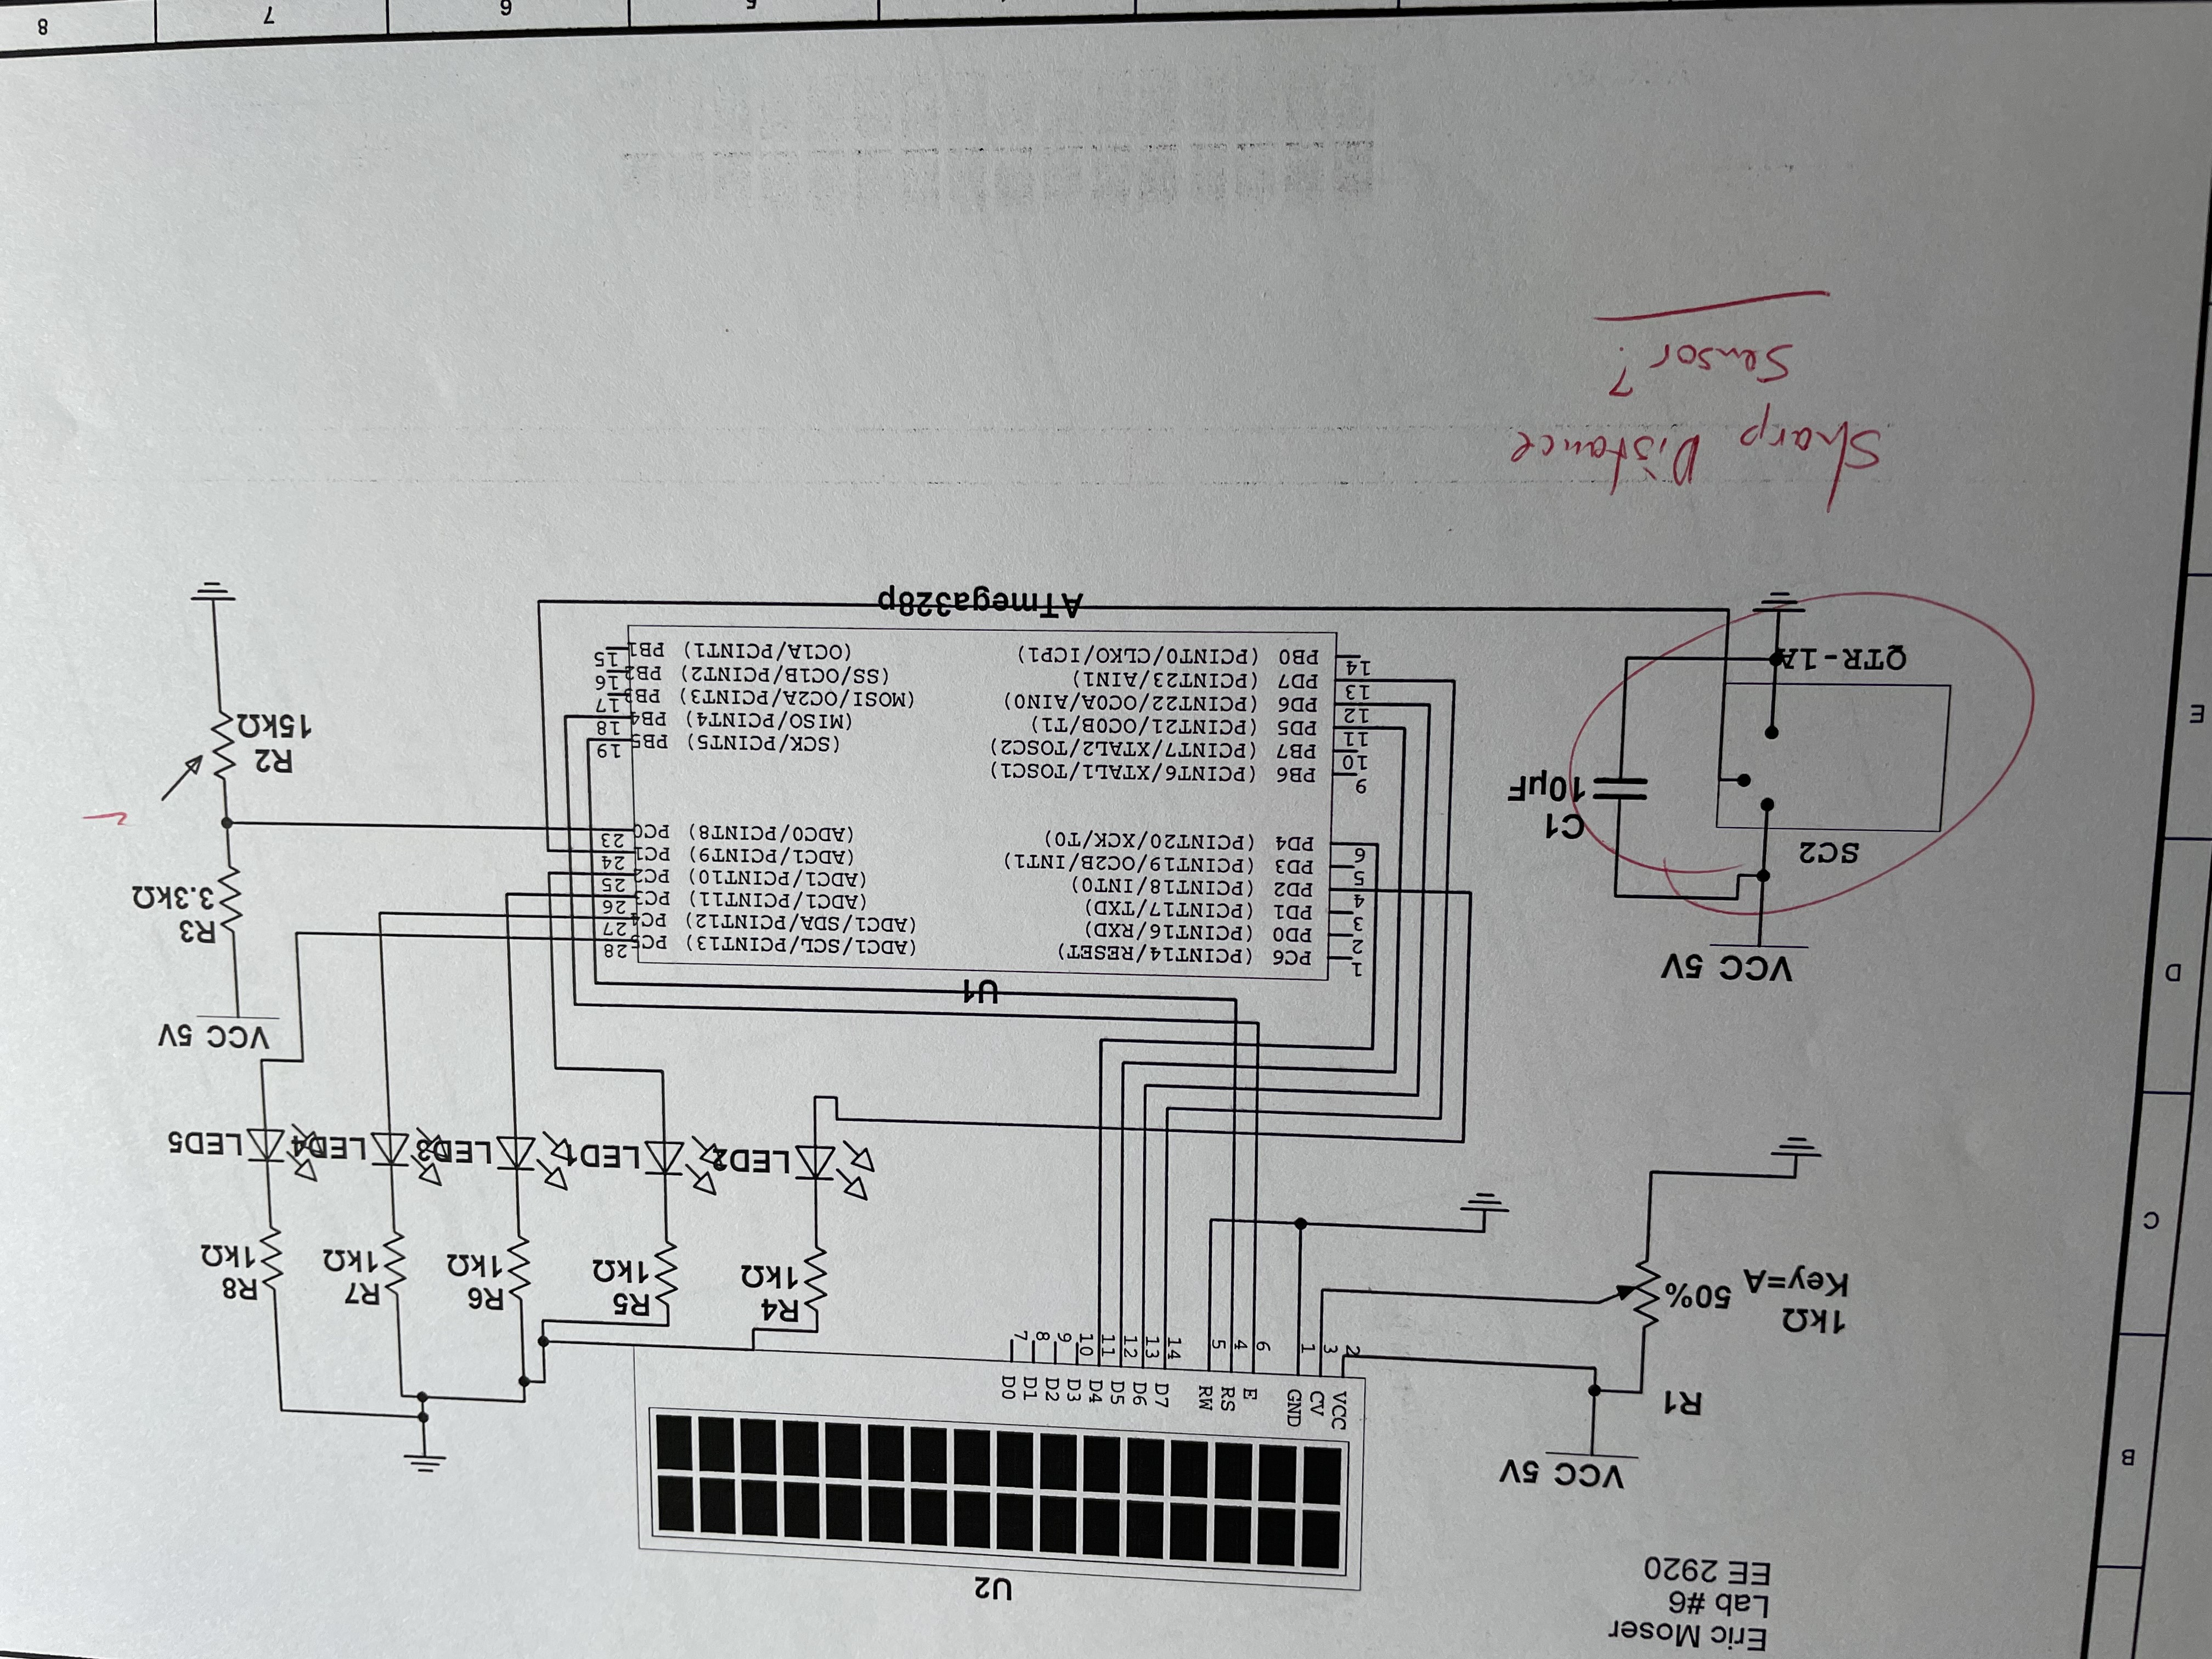 Eric Moser
Lab #6
EE 2920
U2
VCC CV GND E RS RW D7 D6 D5 D4 D3 D2 D1 D0
2 3 1 6 4 5 14 13 12 11 10 9 8 7
VCC 5V
R1
1kΩ
Key=A 50%
R4
1kΩ
R5
1kΩ
R6
1kΩ
R7
1kΩ
R8
1kΩ
LED2
LED1
LED3
LED4
LED5
VCC 5V
R3
3.3kΩ
R2
15kΩ
U1
1 PC6 (PCINT14/RESET)
2 PD0 (PCINT16/RXD)
3 PD1 (PCINT17/TXD)
4 PD2 (PCINT18/INT0)
5 PD3 (PCINT19/OC2B/INT1)
6 PD4 (PCINT20/XCK/T0)
9 PB6 (PCINT6/XTAL1/TOSC1)
10 PB7 (PCINT7/XTAL2/TOSC2)
11 PD5 (PCINT21/OC0B/T1)
12 PD6 (PCINT22/OC0A/AIN0)
13 PD7 (PCINT23/AIN1)
14 PB0 (PCINT0/CLKO/ICP1)
(ADC1/SCL/PCINT13) PC5 28
(ADC1/SDA/PCINT12) PC4 27
(ADC1/PCINT11) PC3 26
(ADC1/PCINT10) PC2 25
(ADC1/PCINT9) PC1 24
(ADC0/PCINT8) PC0 23
(SCK/PCINT5) PB5 19
(MISO/PCINT4) PB4 18
(MOSI/OC2A/PCINT3) PB3 17
(SS/OC1B/PCINT2) PB2 16
(OC1A/PCINT1) PB1 15
ATmega328p
VCC 5V
SC2
C1
10µF
QTR-1A
Sharp Distance
Sensor?
B
C
D
E
5
6
7
8